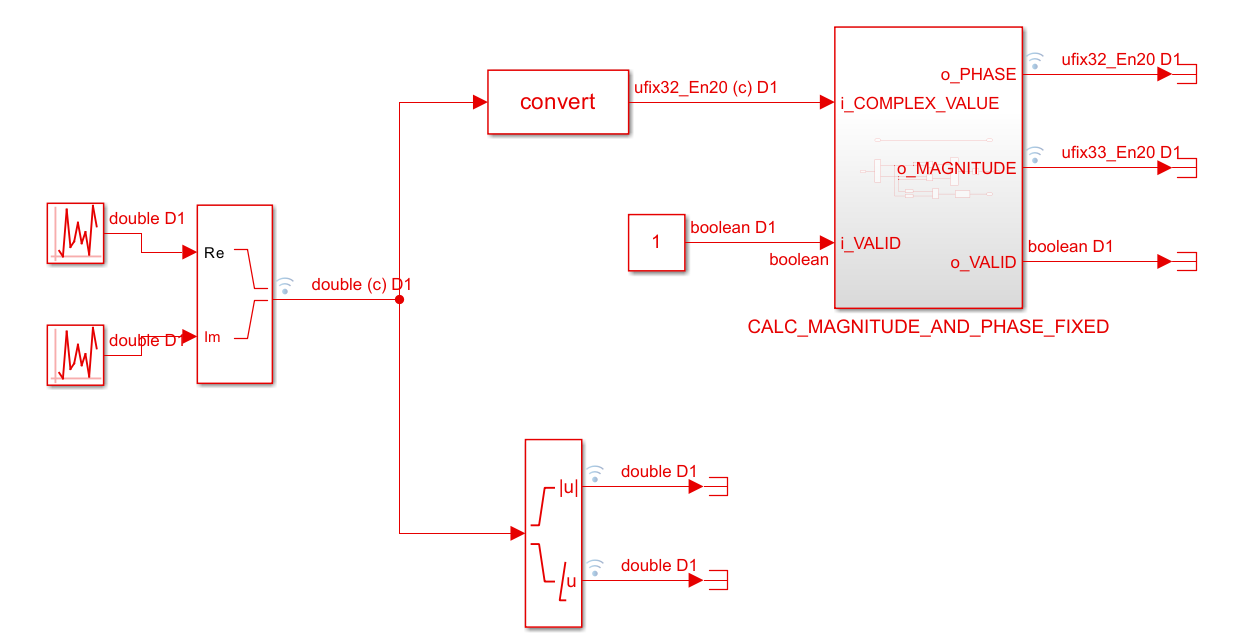 o_PHASE
ufix32_En20 D1
convert
ufix32_En20 (c) D1
i_COMPLEX_VALUE
o_MAGNITUDE
ufix33_En20 D1
double D1
Re
1
boolean D1
i_VALID
boolean
o_VALID
boolean D1
double (c) D1
CALC_MAGNITUDE_AND_PHASE_FIXED
double D1
Im
|u|
double D1
∠u
double D1